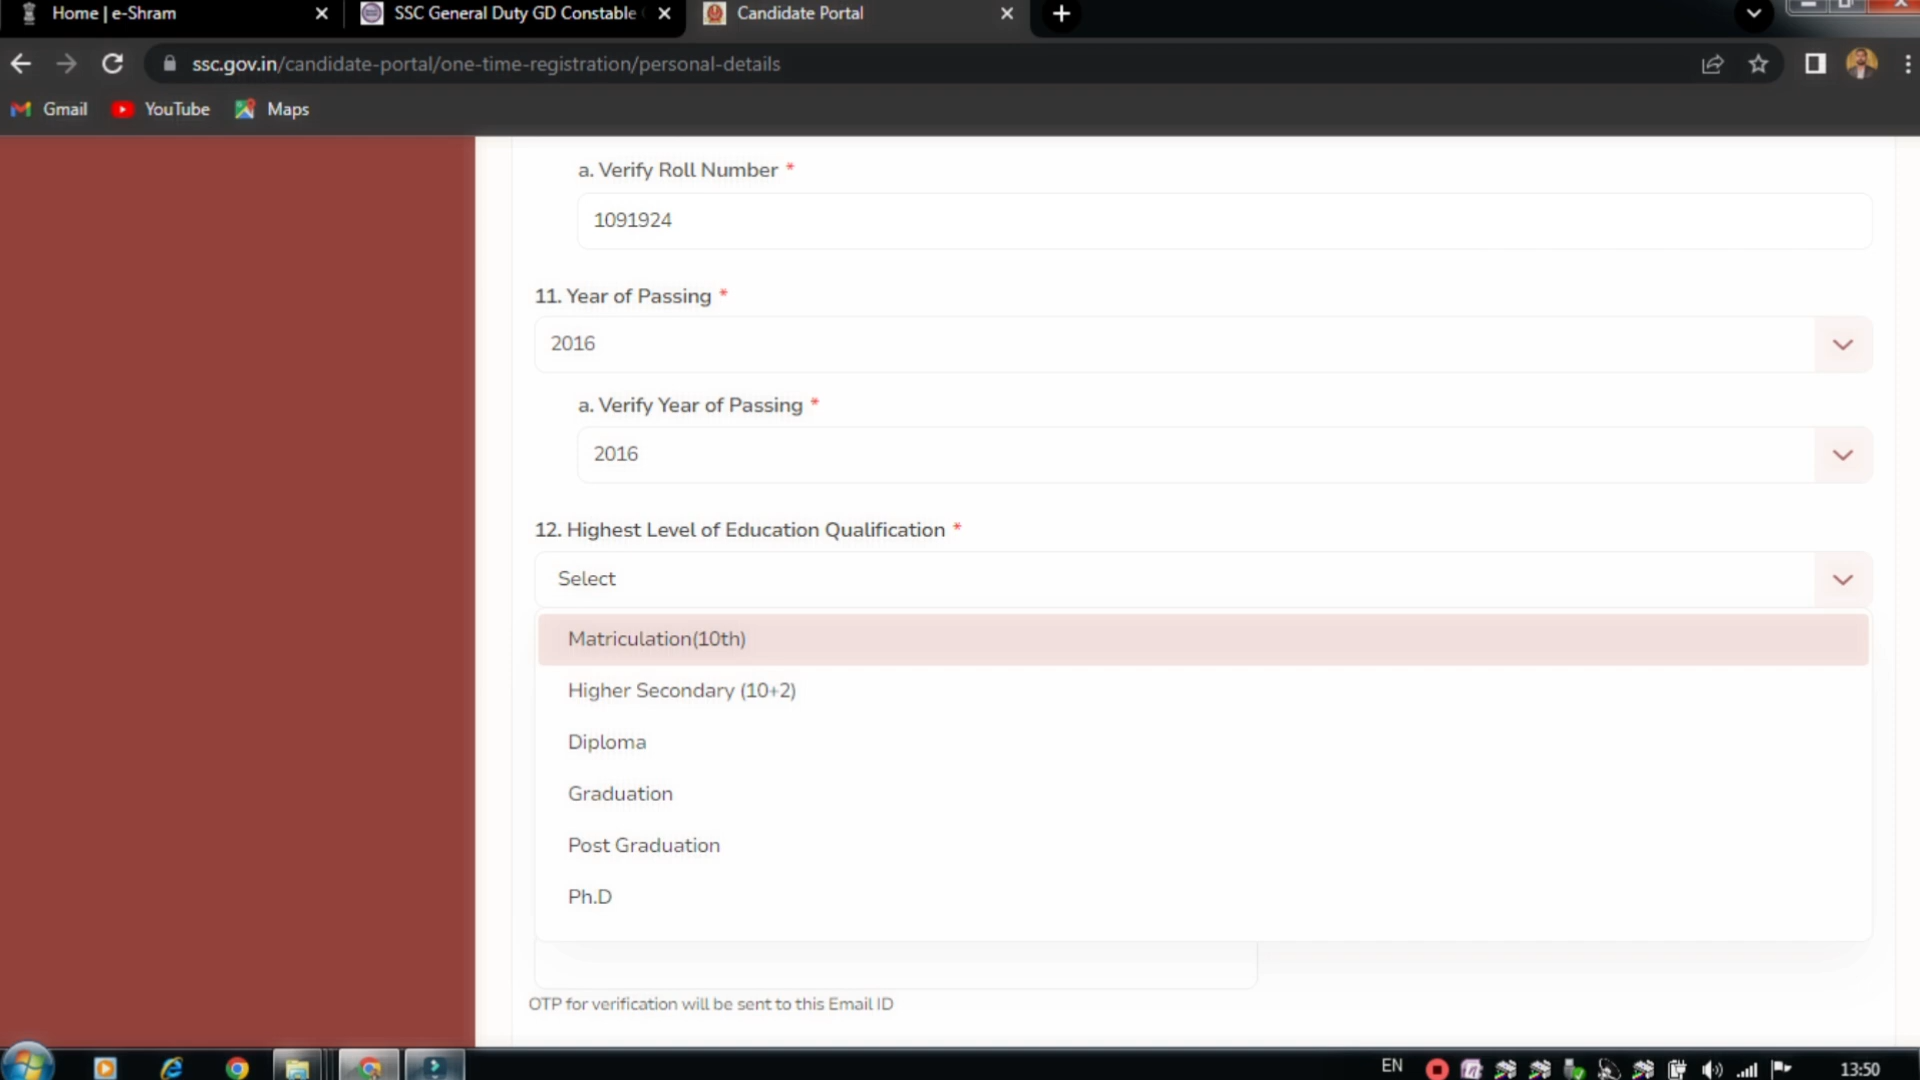 Home | e-Shram
SSC General Duty GD Constable
Candidate Portal
ssc.gov.in/candidate-portal/one-time-registration/personal-details
Gmail
YouTube
Maps
a. Verify Roll Number *
1091924
11. Year of Passing *
2016
a. Verify Year of Passing *
2016
12. Highest Level of Education Qualification *
Select
Matriculation(10th)
Higher Secondary (10+2)
Diploma
Graduation
Post Graduation
Ph.D
OTP for verification will be sent to this Email ID
EN
13:50